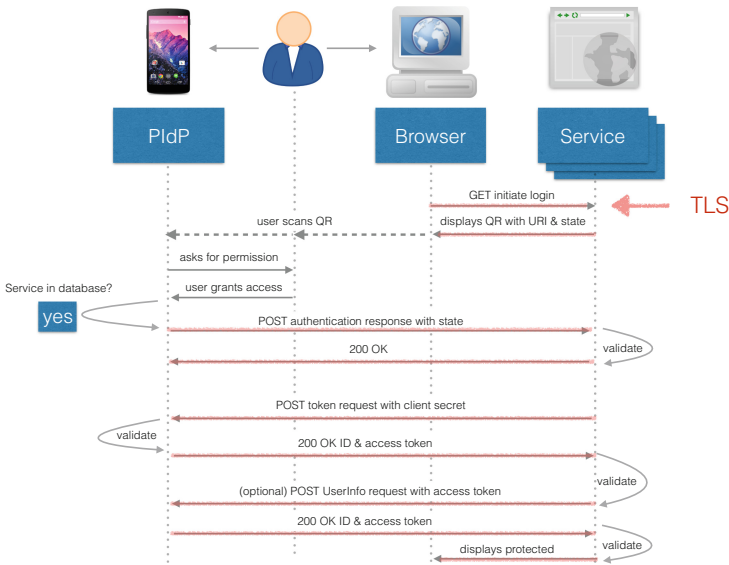 PIdP
Browser
Service
GET initiate login
TLS
user scans QR
displays QR with URI & state
asks for permission
user grants access
Service in database?
yes
POST authentication response with state
validate
200 OK
POST token request with client secret
validate
200 OK ID & access token
validate
(optional) POST UserInfo request with access token
200 OK ID & access token
validate
displays protected